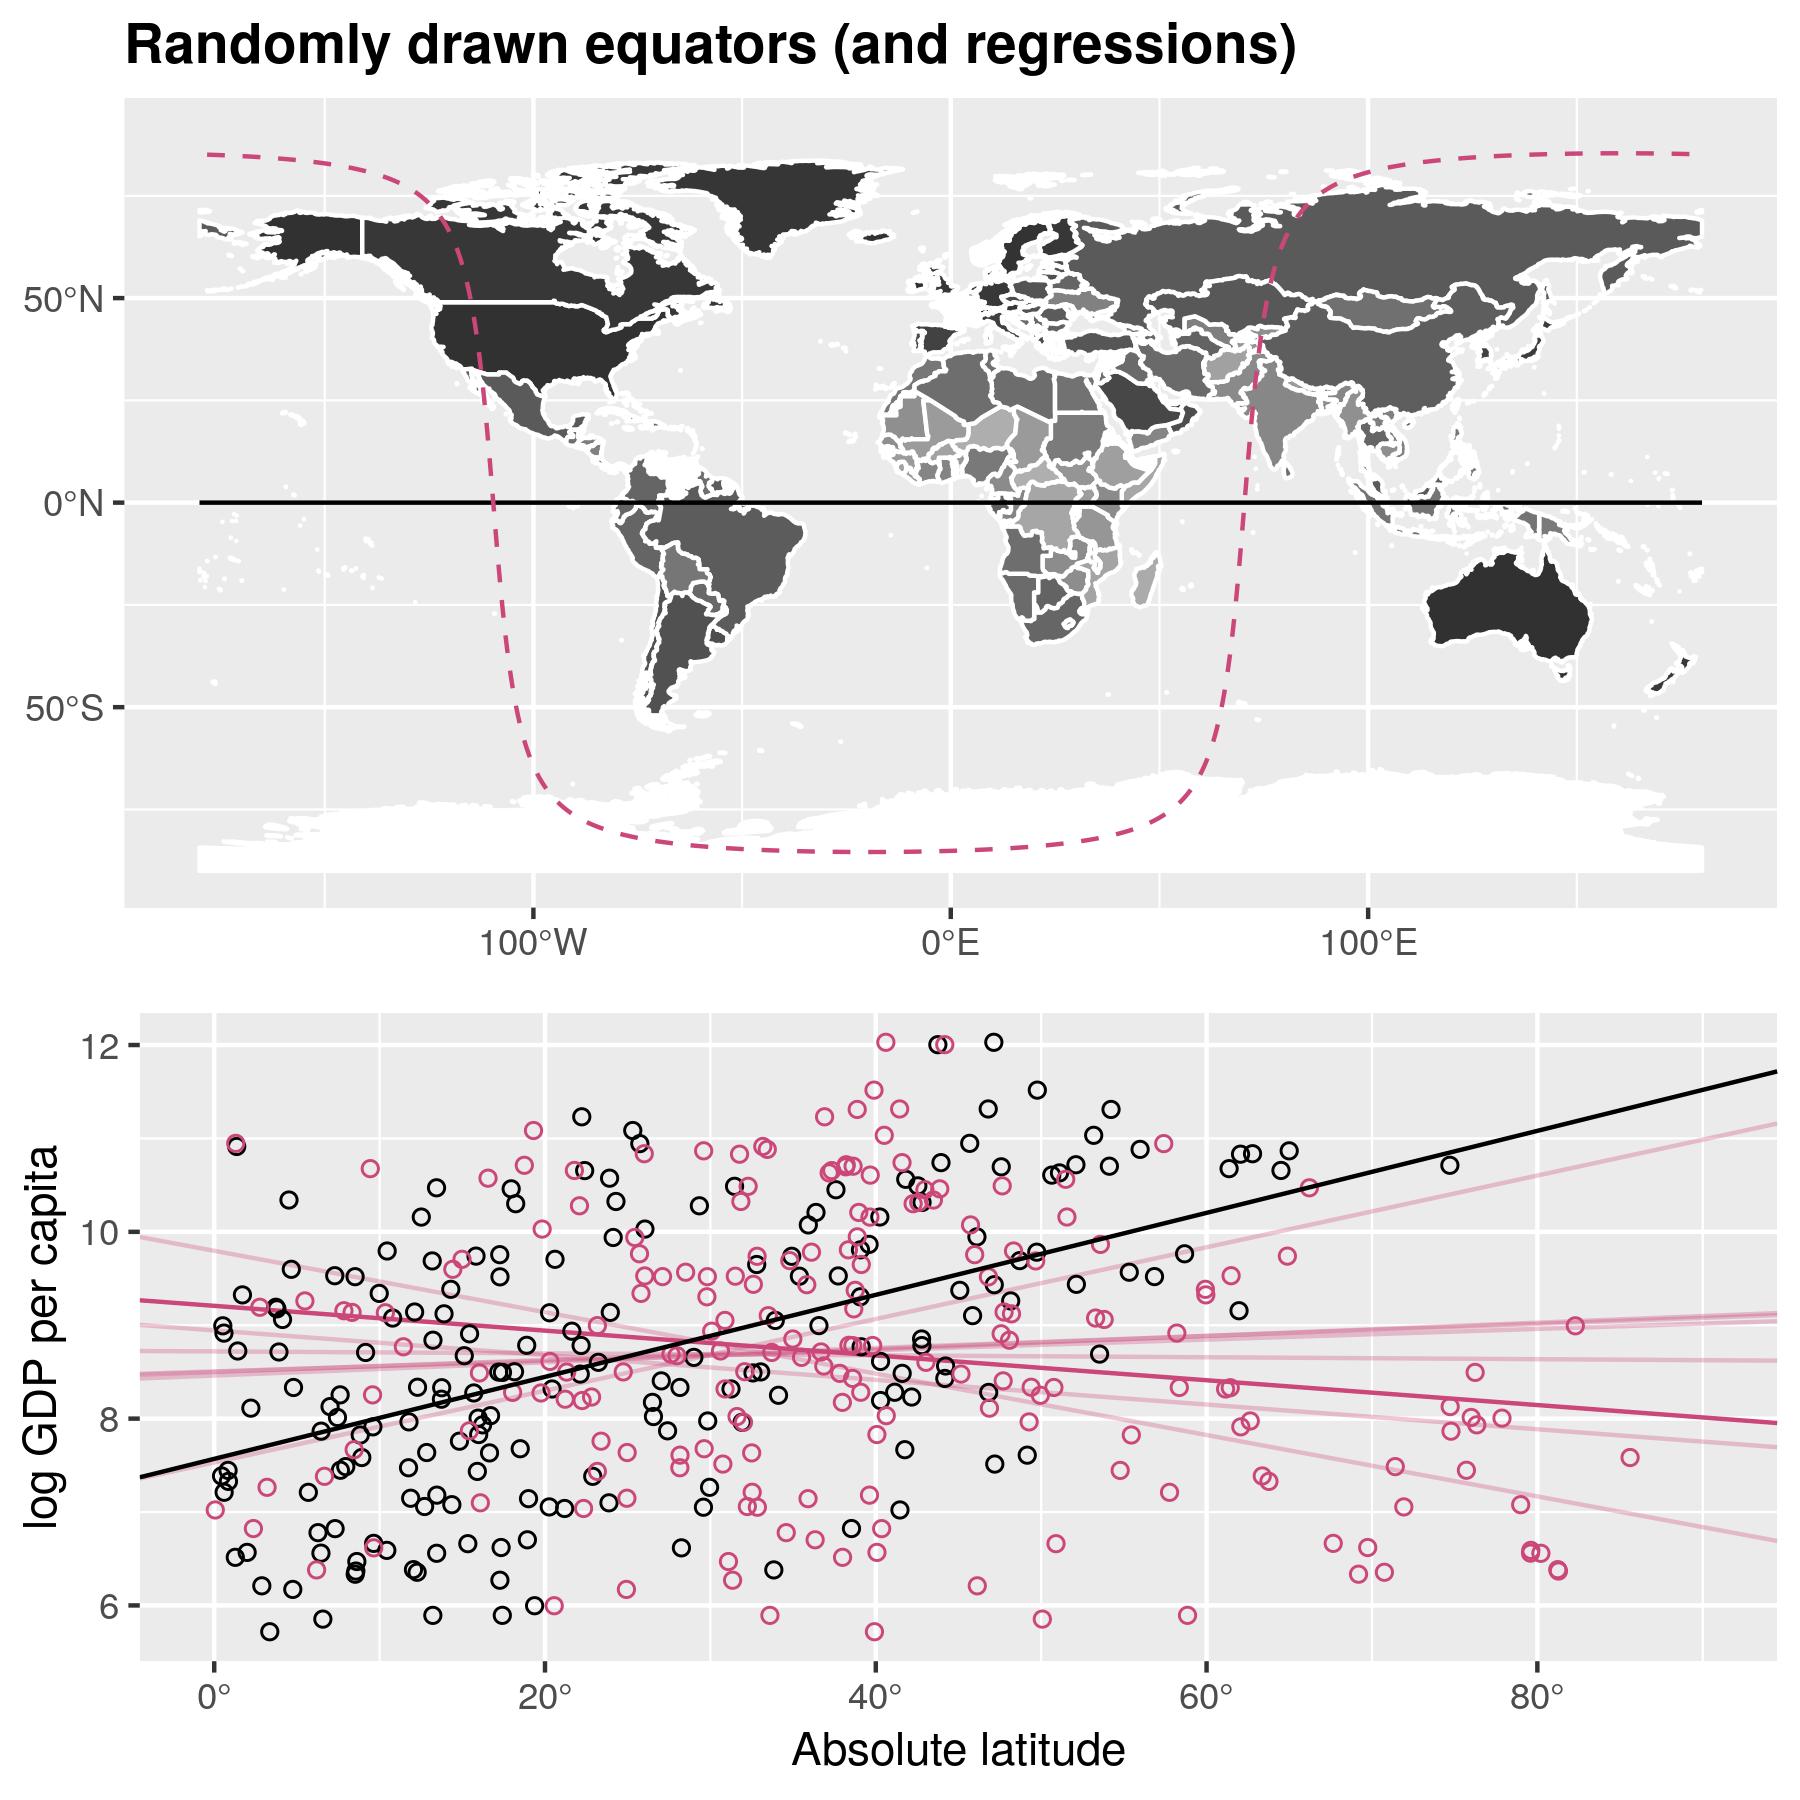 Randomly drawn equators (and regressions)
50°N
0°N
50°S
100°W 0°E 100°E
12
10
8
6
log GDP per capita
0° 20° 40° 60° 80°
Absolute latitude